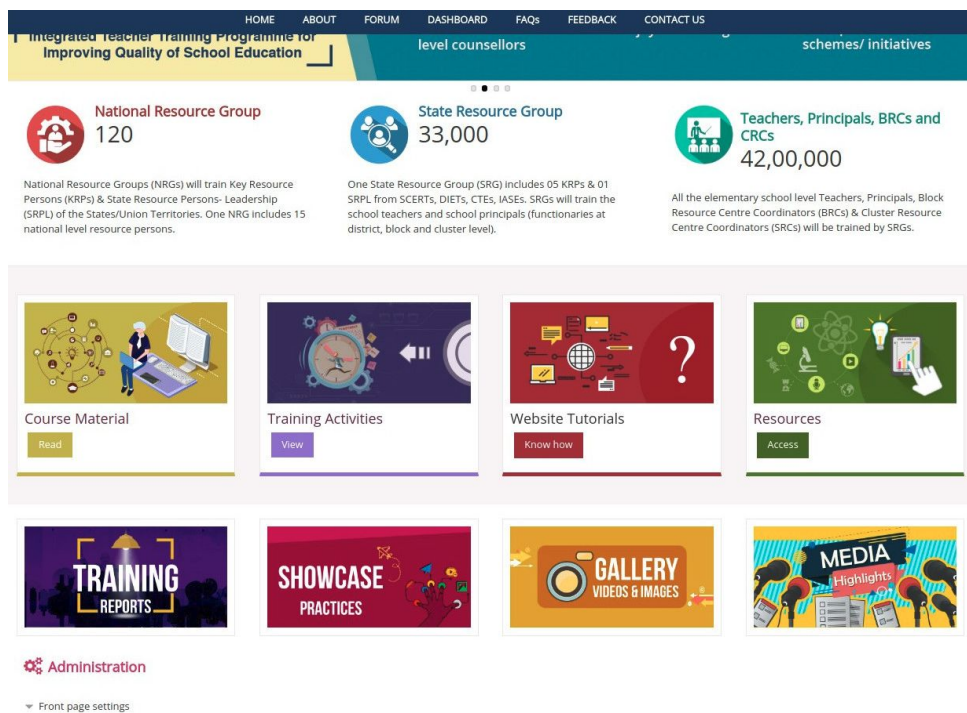 HOME ABOUT FORUM DASHBOARD FAQs FEEDBACK CONTACT US
Integrated Teacher Training Programme for
Improving Quality of School Education
level counsellors
schemes/ initiatives
National Resource Group
120
National Resource Groups (NRGs) will train Key Resource
Persons (KRPs) & State Resource Persons- Leadership
(SRPL) of the States/Union Territories. One NRG includes 15
national level resource persons.
State Resource Group
33,000
One State Resource Group (SRG) includes 05 KRPs & 01
SRPL from SCERTs, DIETs, CTEs, IASEs. SRGs will train the
school teachers and school principals (functionaries at
district, block and cluster level).
Teachers, Principals, BRCs and
CRCs
42,00,000
All the elementary school level Teachers, Principals, Block
Resource Centre Coordinators (BRCs) & Cluster Resource
Centre Coordinators (SRCs) will be trained by SRGs.
Course Material
Read
Training Activities
View
Website Tutorials
Know how
Resources
Access
TRAINING
REPORTS
SHOWCASE
PRACTICES
GALLERY
VIDEOS & IMAGES
MEDIA
Highlights
Administration
Front page settings